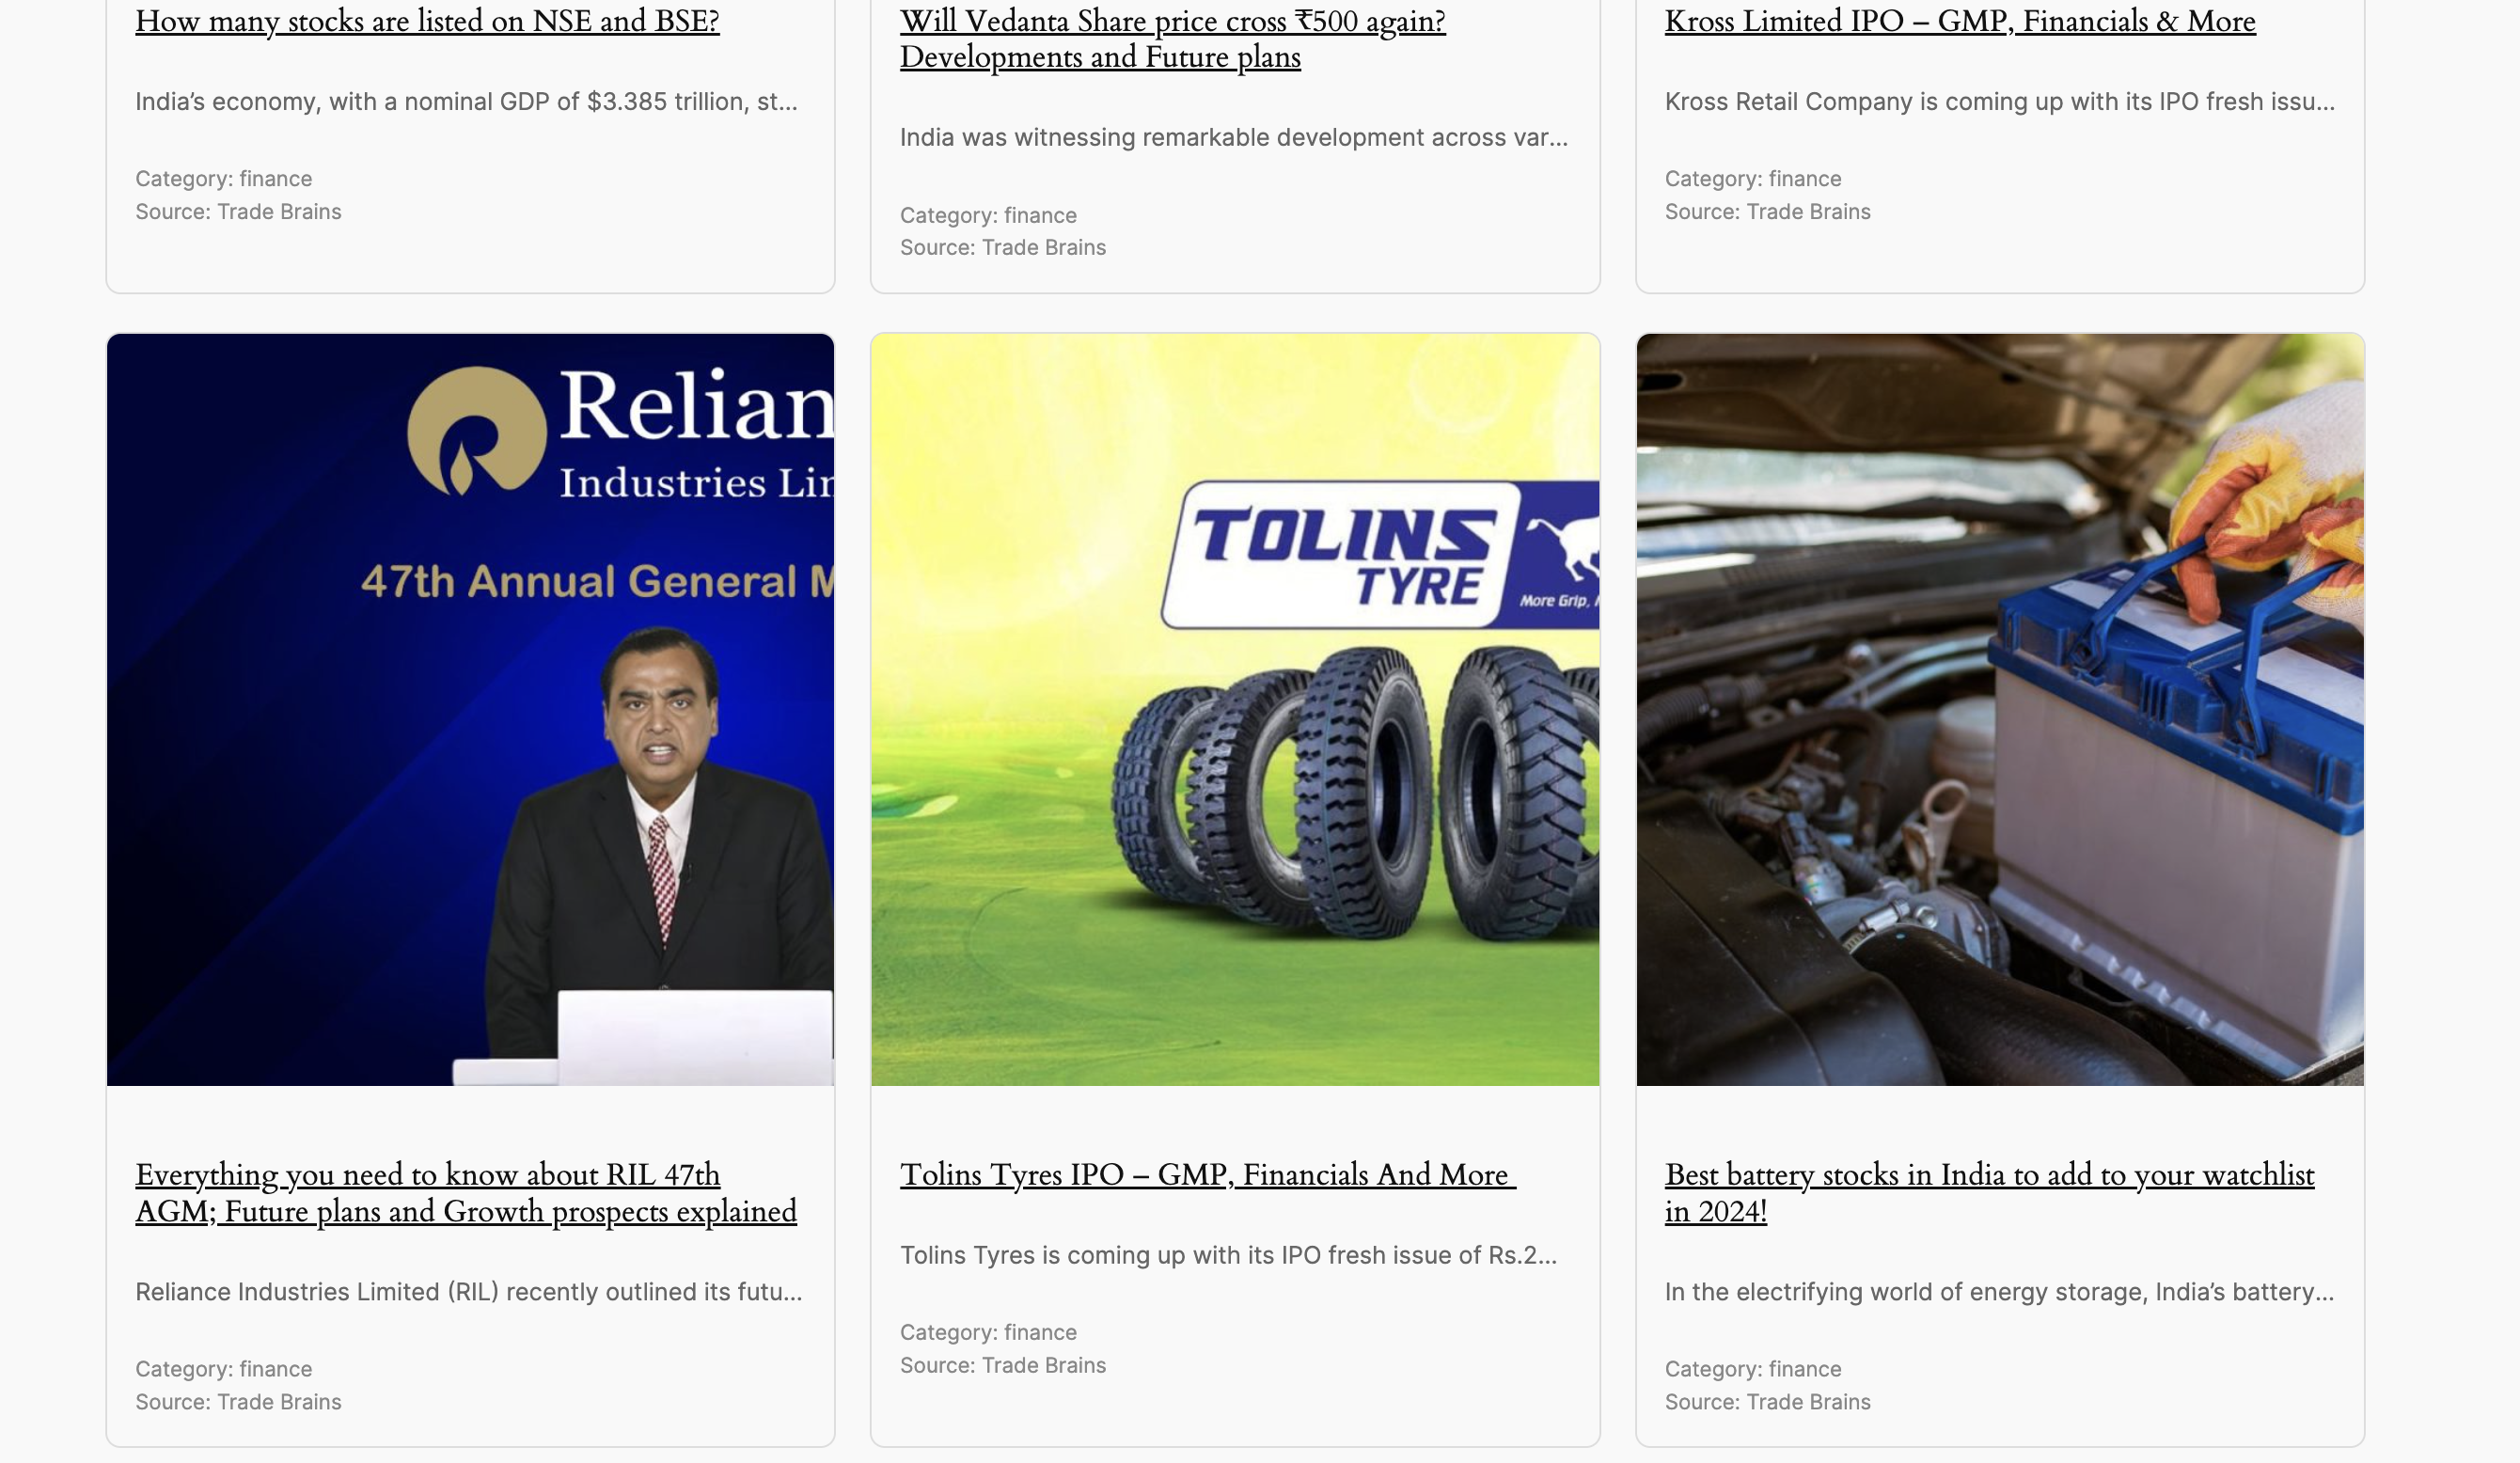 How many stocks are listed on NSE and BSE?
India’s economy, with a nominal GDP of $3.385 trillion, st...
Category: finance
Source: Trade Brains
Will Vedanta Share price cross ₹500 again?
Developments and Future plans
India was witnessing remarkable development across var...
Category: finance
Source: Trade Brains
Kross Limited IPO – GMP, Financials & More
Kross Retail Company is coming up with its IPO fresh issu...
Category: finance
Source: Trade Brains
Relian
Industries Lin
47th Annual General M
Everything you need to know about RIL 47th
AGM; Future plans and Growth prospects explained
Reliance Industries Limited (RIL) recently outlined its futu...
Category: finance
Source: Trade Brains
TOLINS
TYRE
More Grip,
Tolins Tyres IPO – GMP, Financials And More
Tolins Tyres is coming up with its IPO fresh issue of Rs.2...
Category: finance
Source: Trade Brains
Best battery stocks in India to add to your watchlist
in 2024!
In the electrifying world of energy storage, India’s battery...
Category: finance
Source: Trade Brains